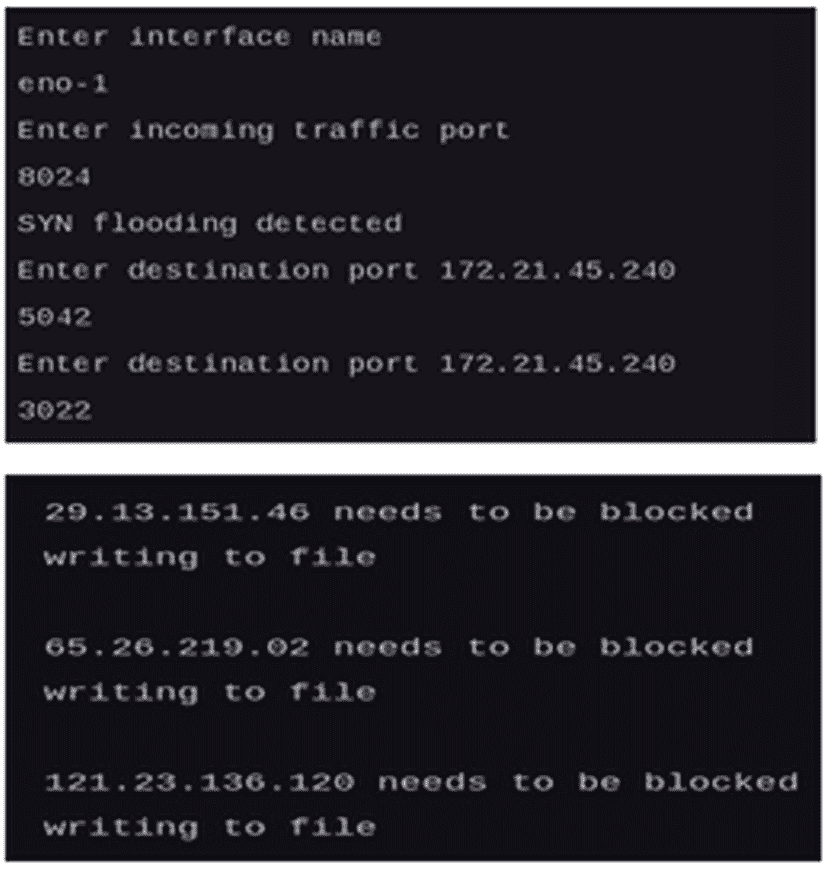 Enter interface name
eno-1
Enter incoming traffic port
8024
SYN flooding detected
Enter destination port 172.21.45.240
5042
Enter destination port 172.21.45.240
3022
29.13.151.46 needs to be blocked
writing to file
65.26.219.02 needs to be blocked
writing to file
121.23.136.120 needs to be blocked
writing to file